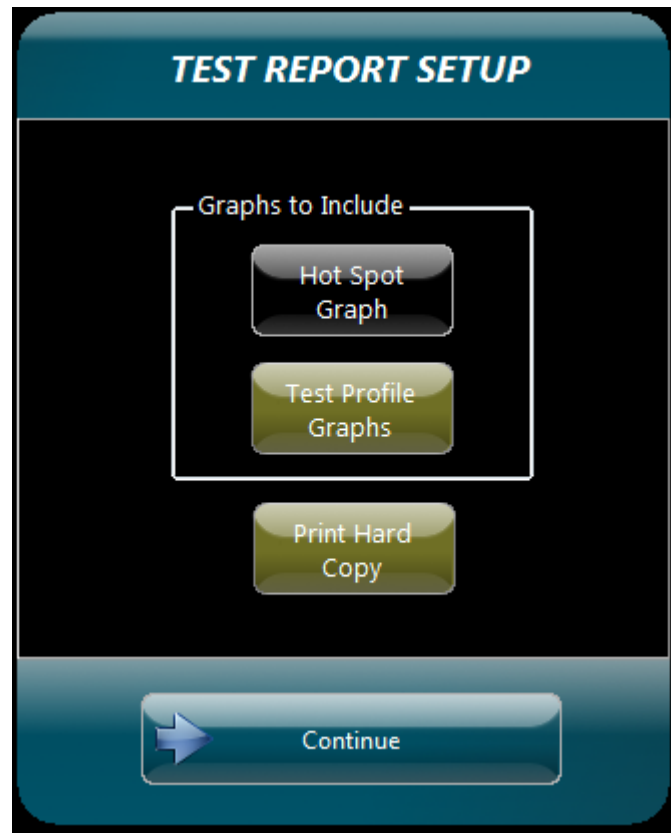 TEST REPORT SETUP
Graphs to Include
Hot Spot
Graph
Test Profile
Graphs
Print Hard
Copy
Continue